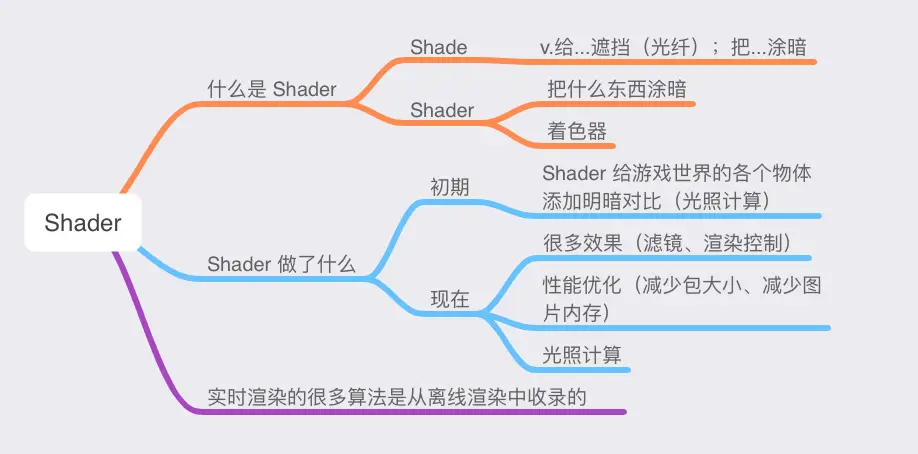 Shader
什么是 Shader
Shade
v.给...遮挡（光纤）；把...涂暗
Shader
把什么东西涂暗
着色器
Shader 做了什么
初期
Shader 给游戏世界的各个物体
添加明暗对比（光照计算）
现在
很多效果（滤镜、渲染控制）
性能优化（减少包大小、减少图
片内存）
光照计算
实时渲染的很多算法是从离线渲染中收录的